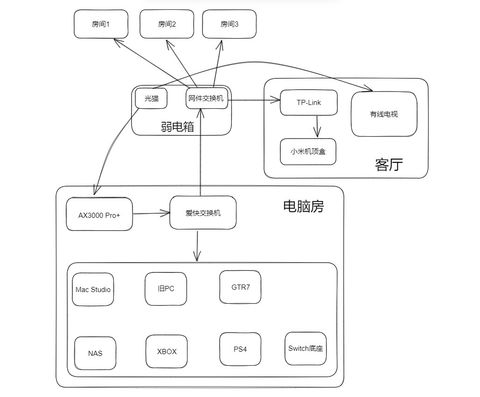 房间1
房间2
房间3
光猫
网件交换机
弱电箱
TP-Link
有线电视
小米机顶盒
客厅
电脑房
AX3000 Pro+
爱快交换机
Mac Studio
旧PC
GTR7
NAS
XBOX
PS4
Switch底座